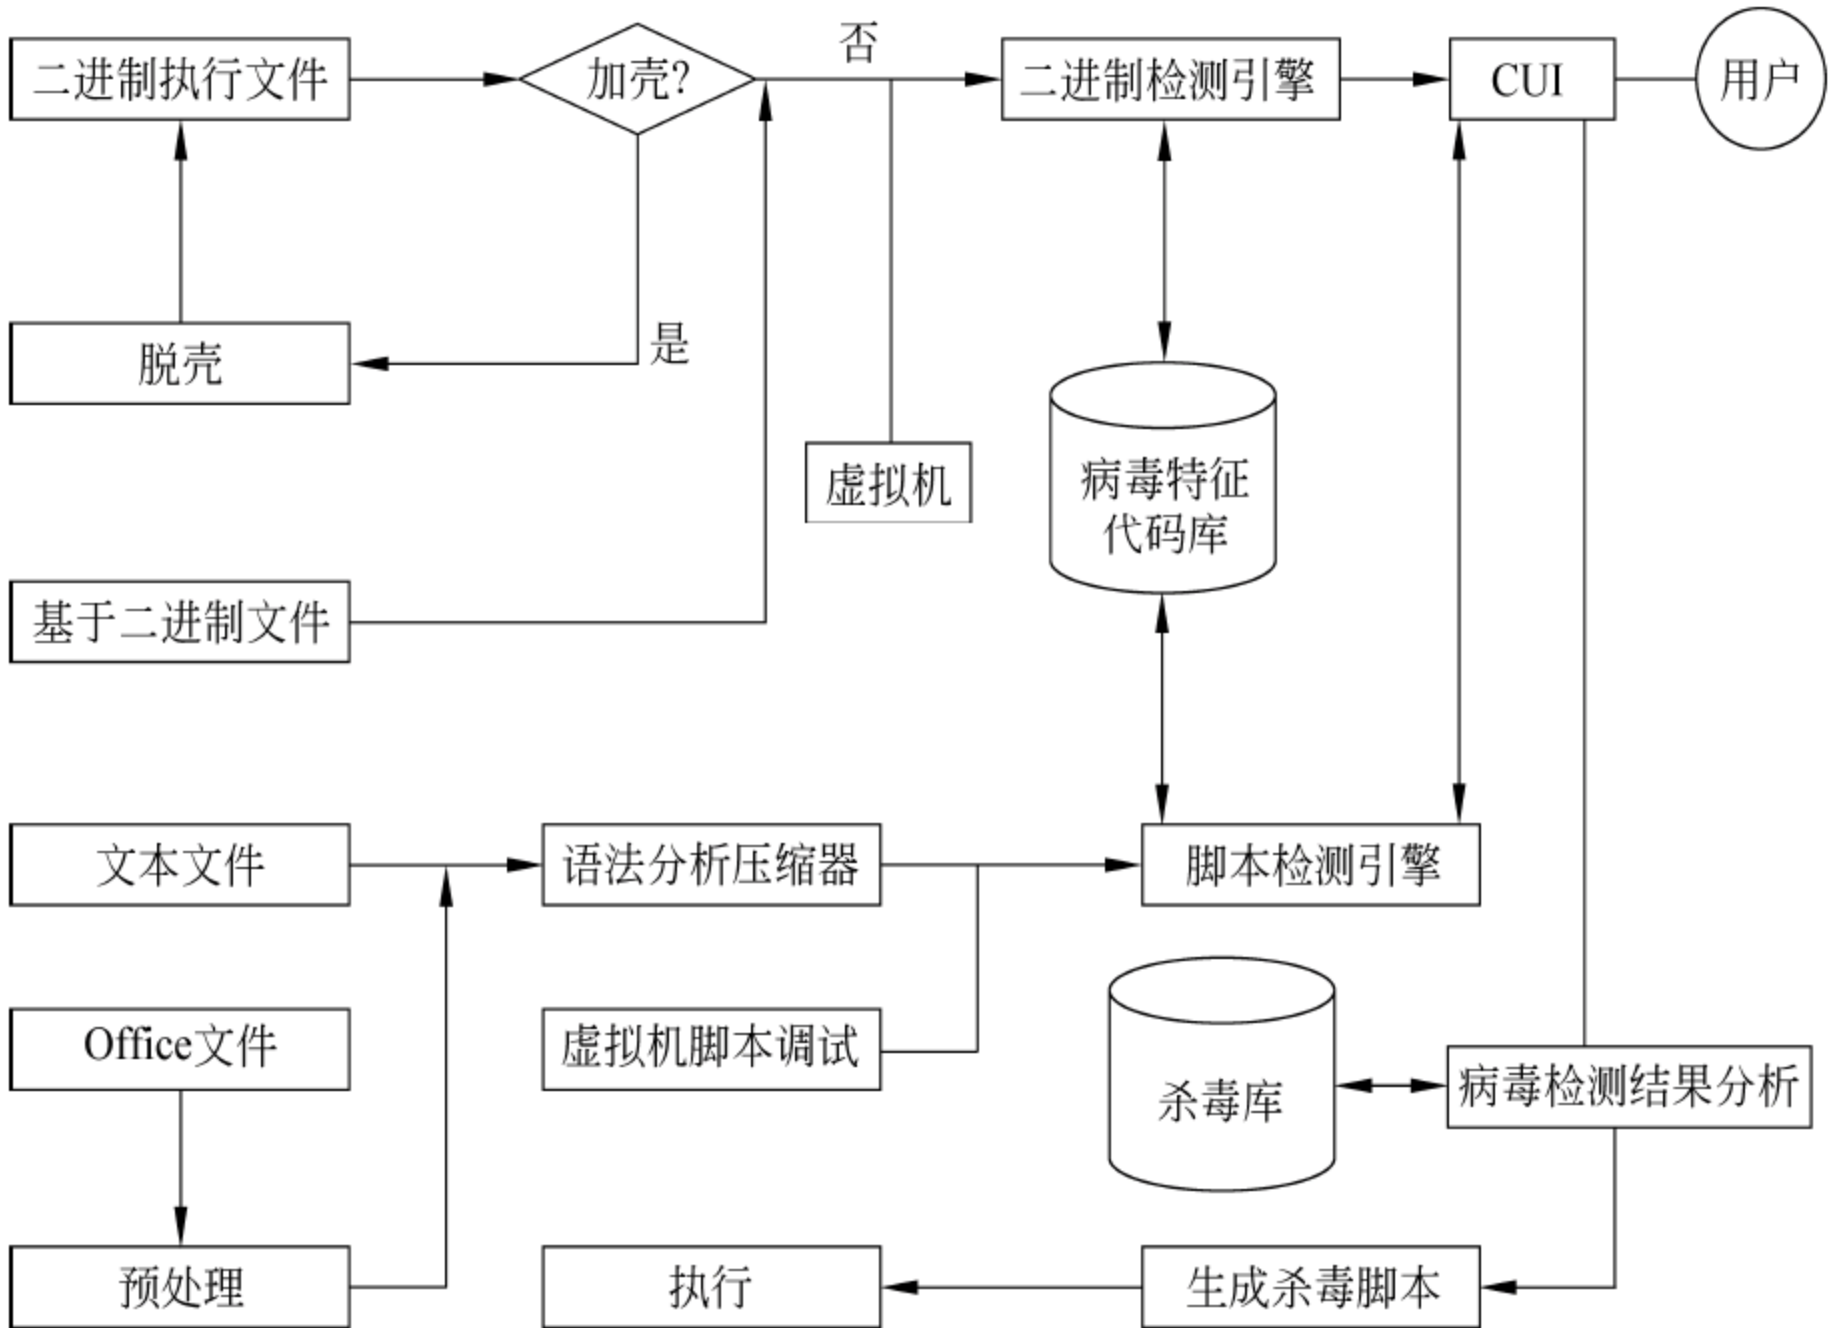 二进制执行文件
加壳?
否
二进制检测引擎
CUI
用户
脱壳
是
虚拟机
病毒特征
代码库
基于二进制文件
文本文件
语法分析压缩器
脚本检测引擎
Office文件
虚拟机脚本调试
杀毒库
病毒检测结果分析
预处理
执行
生成杀毒脚本